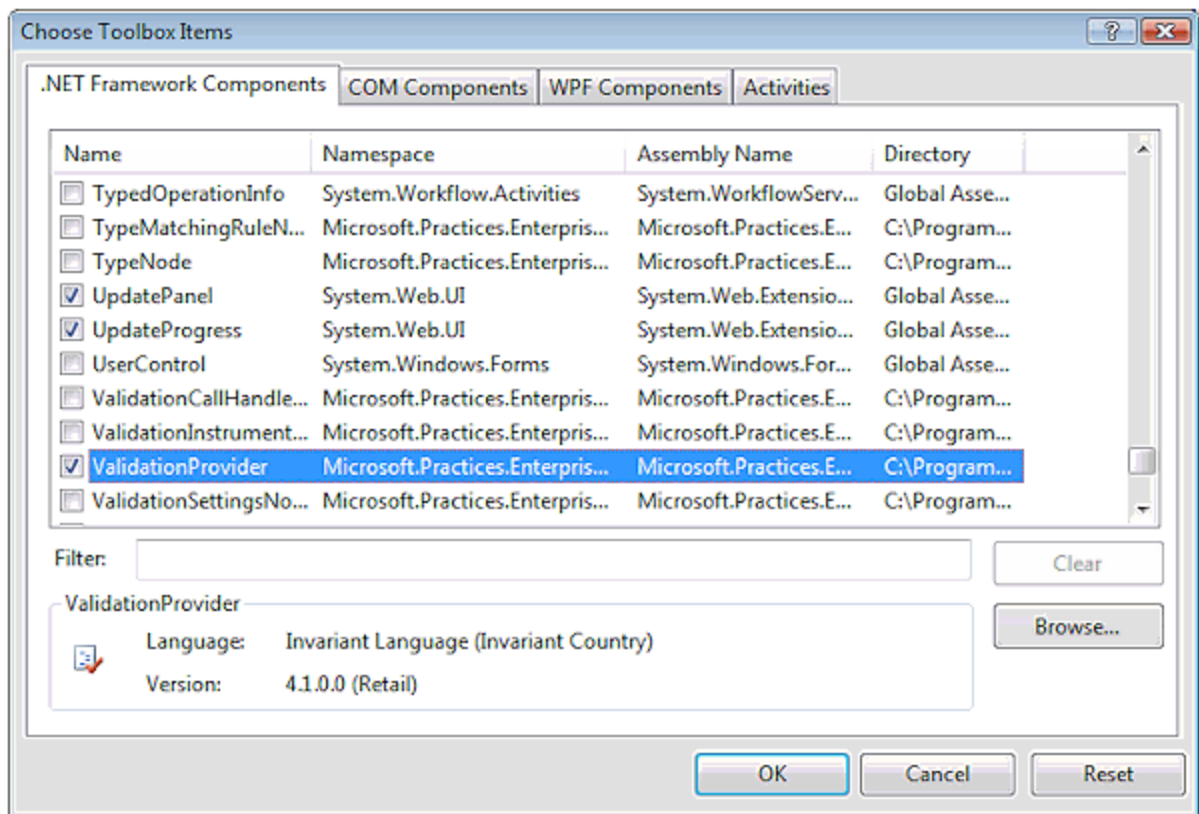 Choose Toolbox Items
.NET Framework Components COM Components WPF Components Activities
Name Namespace Assembly Name Directory
TypedOperationInfo System.Workflow.Activities System.WorkflowServ... Global Asse...
TypeMatchingRuleN... Microsoft.Practices.Enterpris... Microsoft.Practices.E... C:\Program...
TypeNode Microsoft.Practices.Enterpris... Microsoft.Practices.E... C:\Program...
UpdatePanel System.Web.UI System.Web.Extensio... Global Asse...
UpdateProgress System.Web.UI System.Web.Extensio... Global Asse...
UserControl System.Windows.Forms System.Windows.For... Global Asse...
ValidationCallHandle... Microsoft.Practices.Enterpris... Microsoft.Practices.E... C:\Program...
ValidationInstrument... Microsoft.Practices.Enterpris... Microsoft.Practices.E... C:\Program...
ValidationProvider Microsoft.Practices.Enterpris... Microsoft.Practices.E... C:\Program...
ValidationSettingsNo... Microsoft.Practices.Enterpris... Microsoft.Practices.E... C:\Program...
Filter: Clear
ValidationProvider
Browse...
Language: Invariant Language (Invariant Country)
Version: 4.1.0.0 (Retail)
OK Cancel Reset